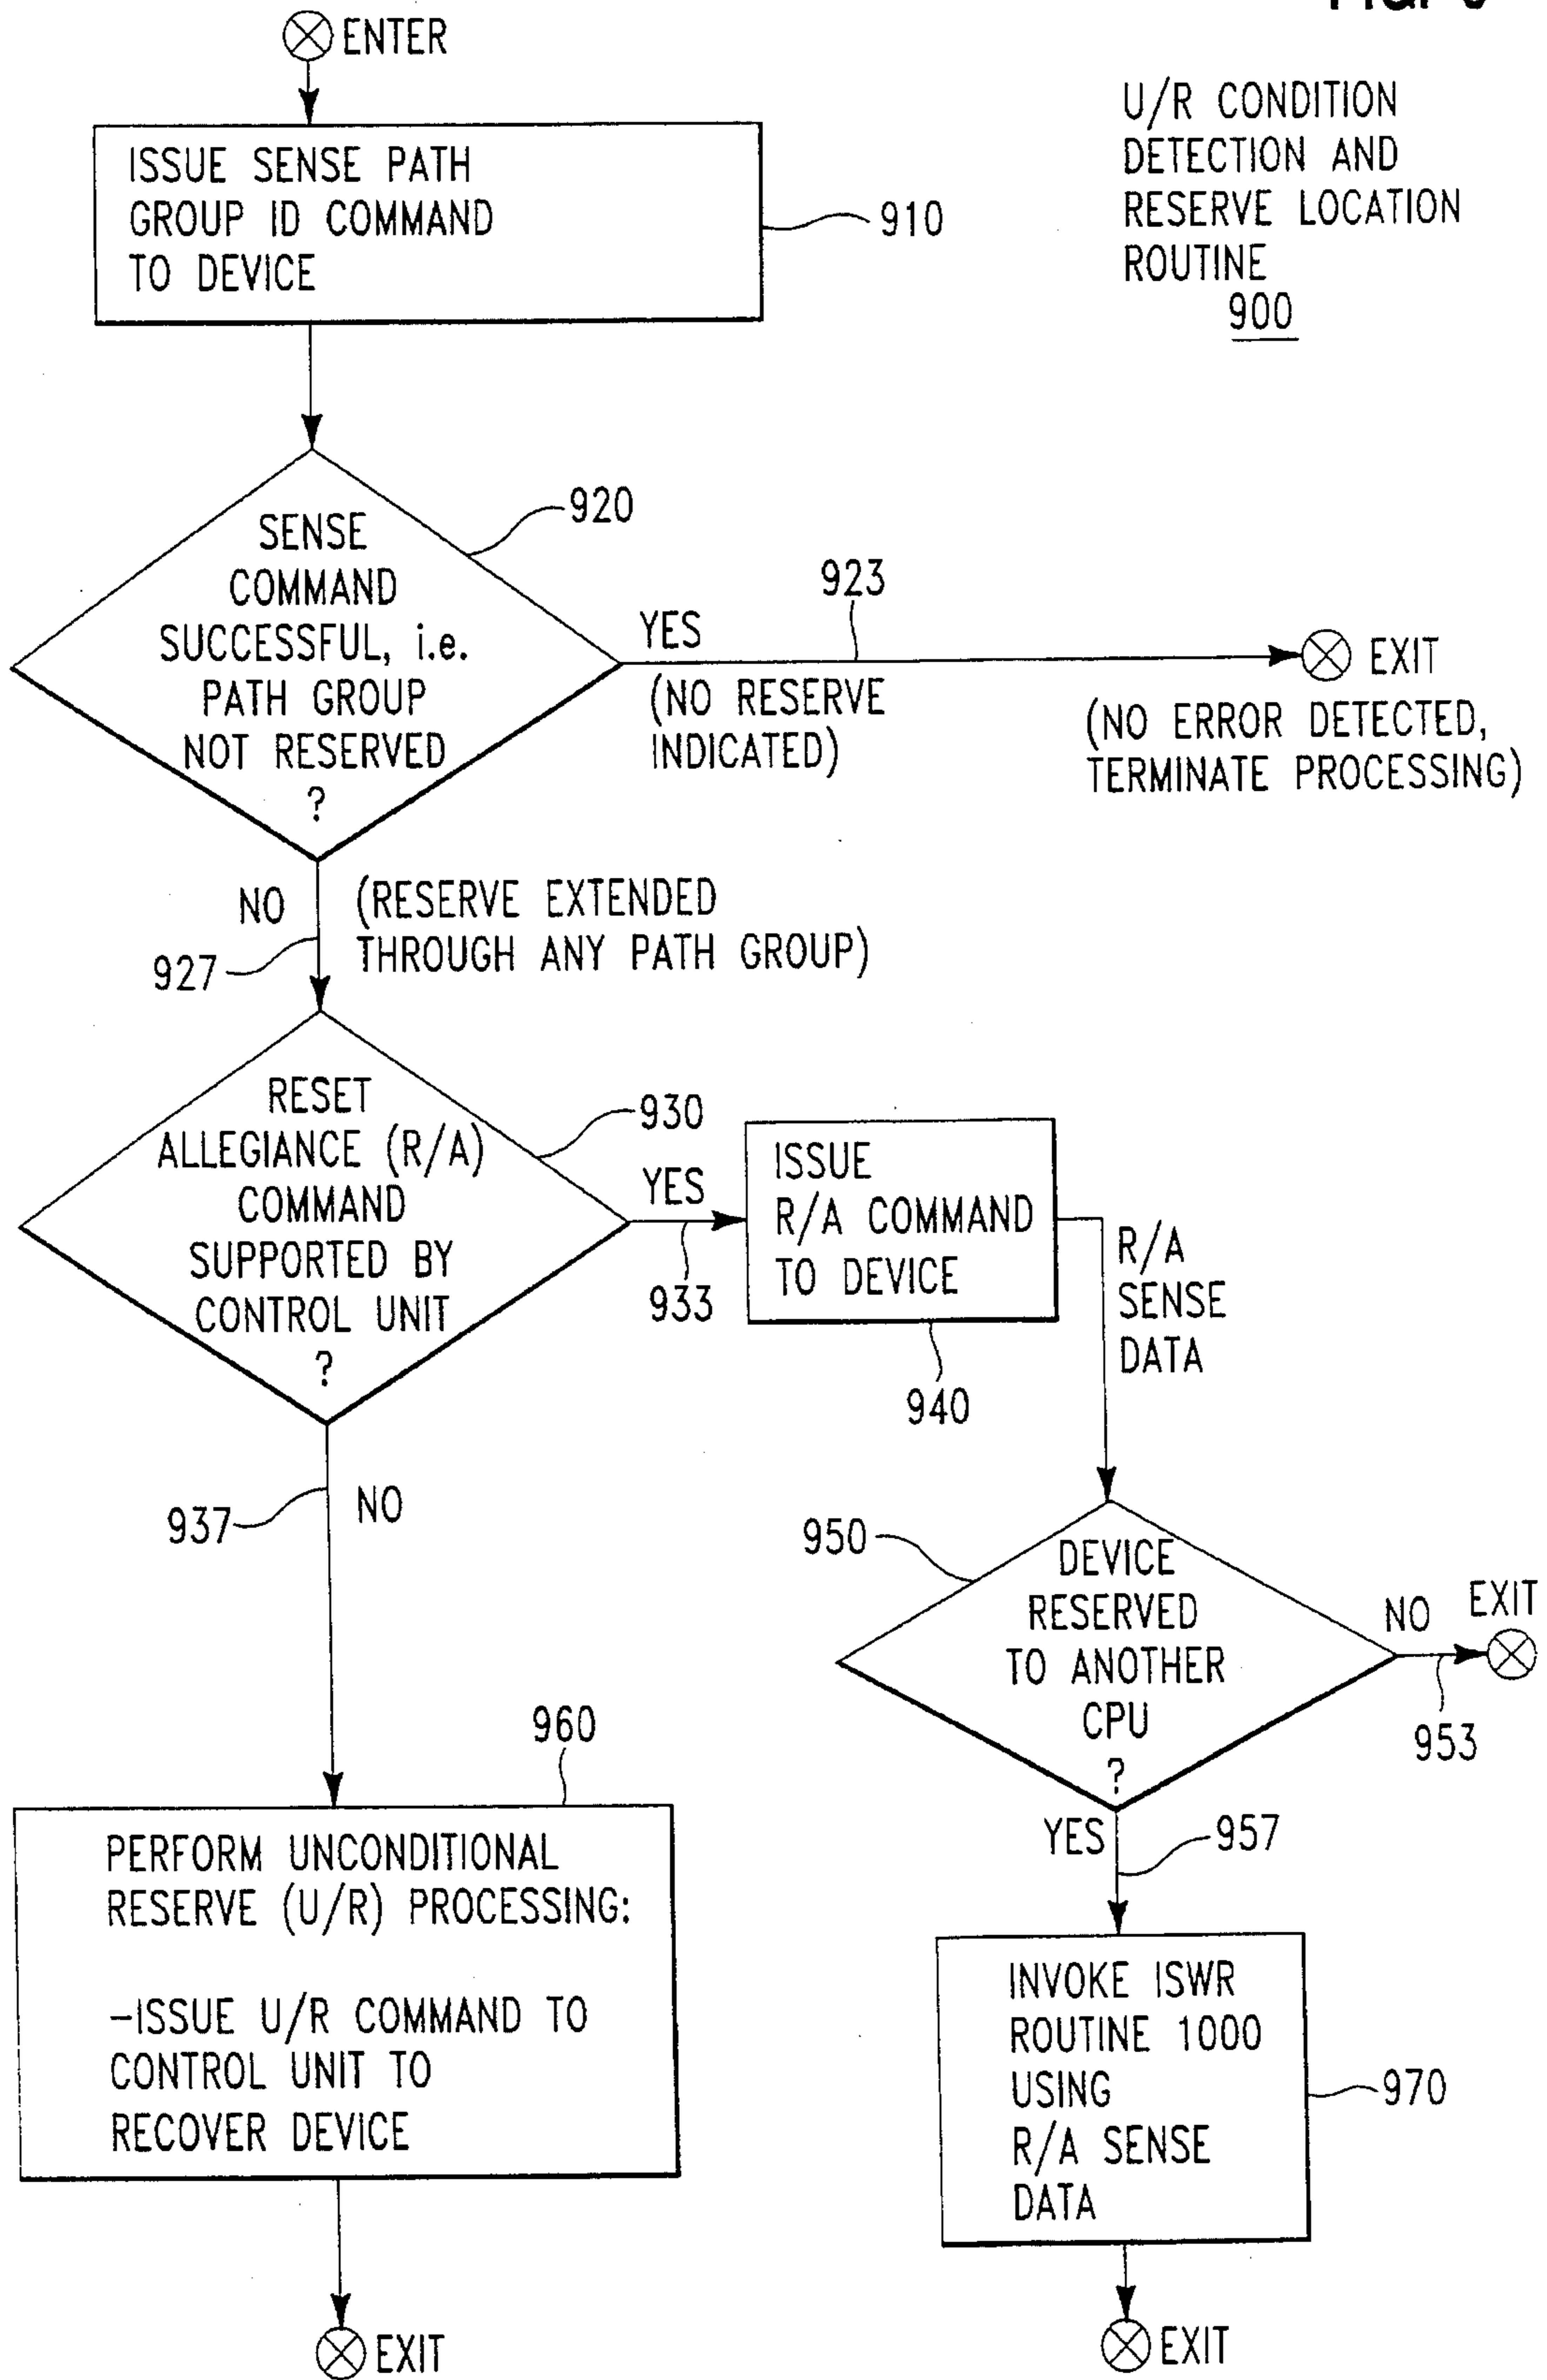 ENTER
U/R CONDITION
DETECTION AND
RESERVE LOCATION
ROUTINE
900
ISSUE SENSE PATH
GROUP ID COMMAND
TO DEVICE
910
SENSE
COMMAND
SUCCESSFUL, i.e.
PATH GROUP
NOT RESERVED
?
920
YES
923
(NO RESERVE
INDICATED)
EXIT
(NO ERROR DETECTED,
TERMINATE PROCESSING)
NO
927
(RESERVE EXTENDED
THROUGH ANY PATH GROUP)
RESET
ALLEGIANCE (R/A)
COMMAND
SUPPORTED BY
CONTROL UNIT
?
930
YES
933
ISSUE
R/A COMMAND
TO DEVICE
940
R/A
SENSE
DATA
937
NO
950
DEVICE
RESERVED
TO ANOTHER
CPU
?
NO
EXIT
953
YES
957
960
PERFORM UNCONDITIONAL
RESERVE (U/R) PROCESSING:
-ISSUE U/R COMMAND TO
CONTROL UNIT TO
RECOVER DEVICE
EXIT
INVOKE ISWR
ROUTINE 1000
USING
R/A SENSE
DATA
970
EXIT